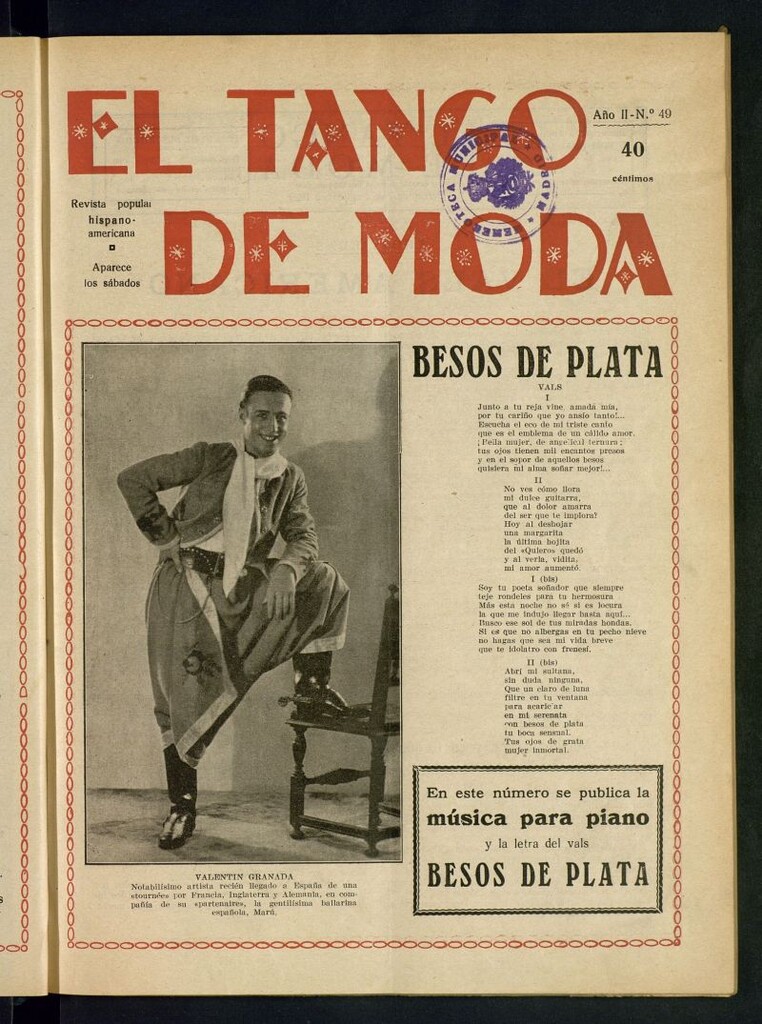 EL TANGO
DE MODA
Año II - N.º 49
40
céntimos
HEMEROTECA MUNICIPAL DE MADRID
Revista popular
hispano-
americana
Aparece
los sábados
BESOS DE PLATA
VALS
I
Junto a tu reja vine, amada mía,
por tu cariño que yo ansío tanto!...
Escucha el eco de mi triste canto
que es el emblema de un cálido amor.
¡Bella mujer, de angelical ternura;
tus ojos tienen mil encantos presos
y en el sopor de aquellos besos
quisiera mi alma soñar mejor!...
II
No ves cómo llora
mi dulce guitarra,
que al dolor amarra
del ser que te implora?
Hoy al deshojar
una margarita
la última hojita
del «Quiero» quedó
y al verla, vidita,
mi amor aumentó.
I (bis)
Soy tu poeta soñador que siempre
teje rondeles para tu hermosura
Más esta noche no sé si es locura
la que me indujo llegar hasta aquí...
Busco ese sol de tus miradas hondas.
Si es que no albergas en tu pecho nieve
no hagas que sea mi vida breve
que te idolatro con frenesí.
II (bis)
Abrí mi sultana,
sin duda ninguna,
Que un claro de luna
filtre en tu ventana
para acariciar
en mi serenata
con besos de plata
tu boca sensual.
Tus ojos de grata
mujer inmortal.
En este número se publica la
música para piano
y la letra del vals
BESOS DE PLATA
VALENTIN GRANADA
Notabilísimo artista recién llegado a España de una
«tournée» por Francia, Inglaterra y Alemania, en com-
pañía de su «partenaire», la gentilísima bailarina
española, Marú.